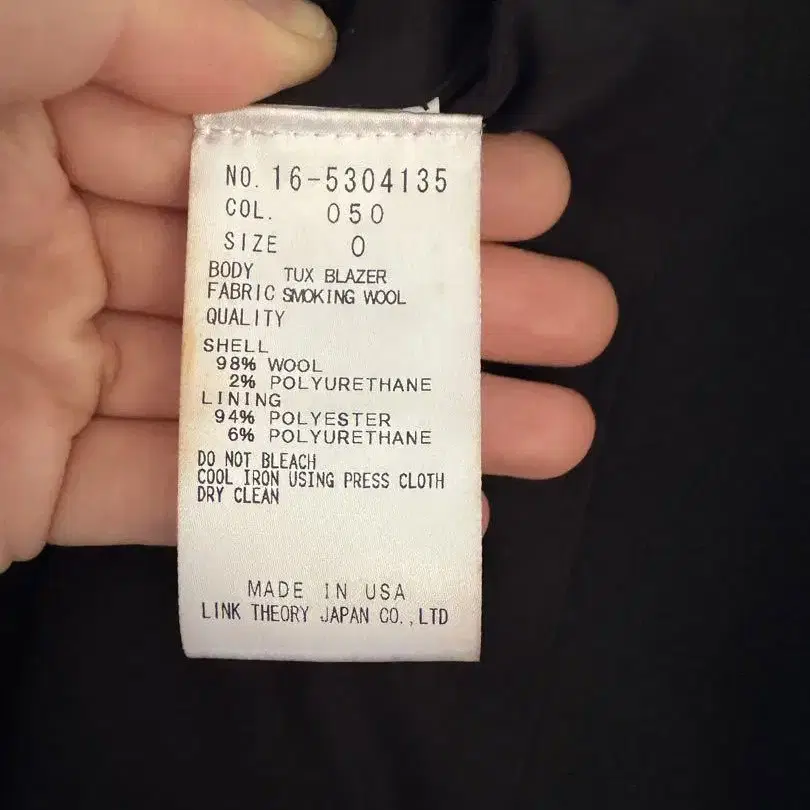 NO. 16-5304135
COL. 050
SIZE 0
BODY TUX BLAZER
FABRIC SMOKING WOOL
QUALITY
SHELL
98% WOOL
2% POLYURETHANE
LINING
94% POLYESTER
6% POLYURETHANE
DO NOT BLEACH
COOL IRON USING PRESS CLOTH
DRY CLEAN
MADE IN USA
LINK THEORY JAPAN CO.,LTD